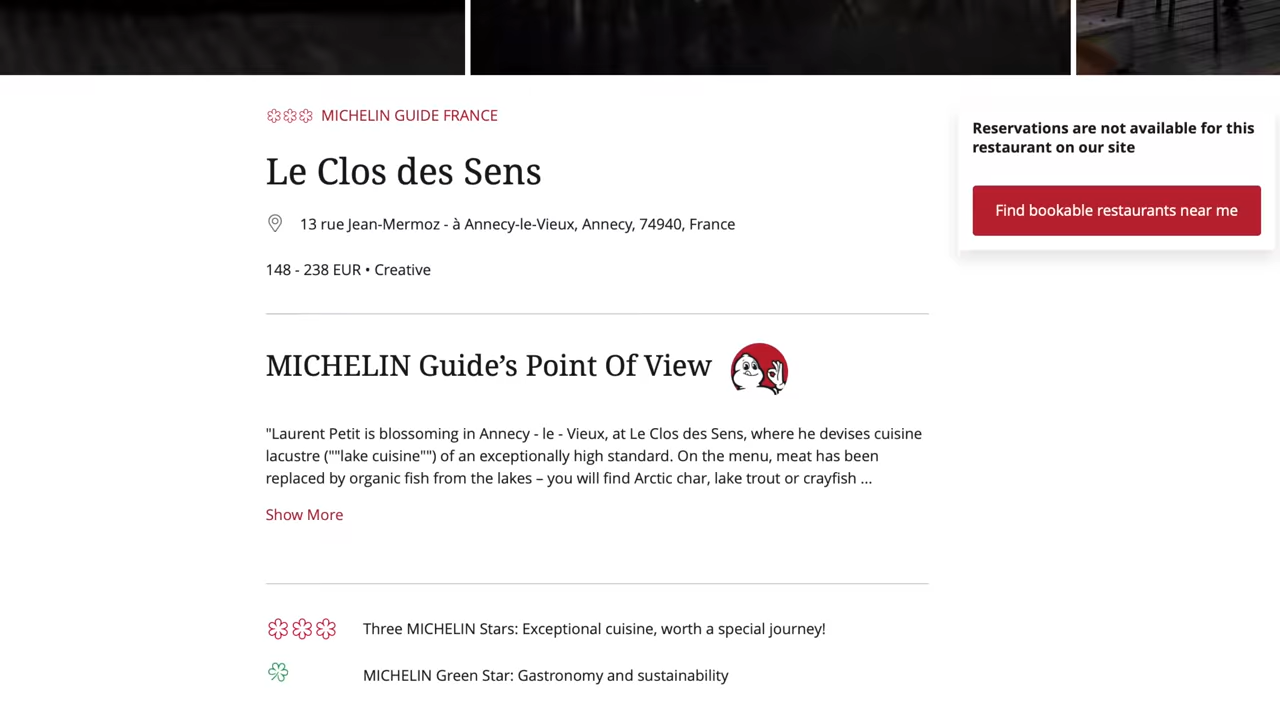 MICHELIN GUIDE FRANCE
Le Clos des Sens
13 rue Jean-Mermoz - à Annecy-le-Vieux, Annecy, 74940, France
148 - 238 EUR • Creative
Reservations are not available for this
restaurant on our site
Find bookable restaurants near me
MICHELIN Guide’s Point Of View
"Laurent Petit is blossoming in Annecy - le - Vieux, at Le Clos des Sens, where he devises cuisine
lacustre (""lake cuisine"") of an exceptionally high standard. On the menu, meat has been
replaced by organic fish from the lakes – you will find Arctic char, lake trout or crayfish ...
Show More
Three MICHELIN Stars: Exceptional cuisine, worth a special journey!
MICHELIN Green Star: Gastronomy and sustainability